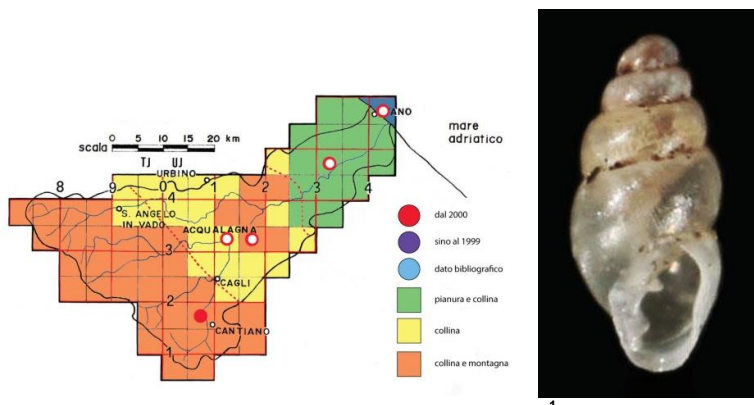 scala 0 5 10 15 20 km
TJ UJ
URBINO
ANO
mare
adriatico
8 9 0 1 2 3 4
4
S. ANGELO
IN VADO
ACQUALAGNA
3
CAGLI
2
CANTIANO
1
dal 2000
sino al 1999
dato bibliografico
pianura e collina
collina
collina e montagna
1